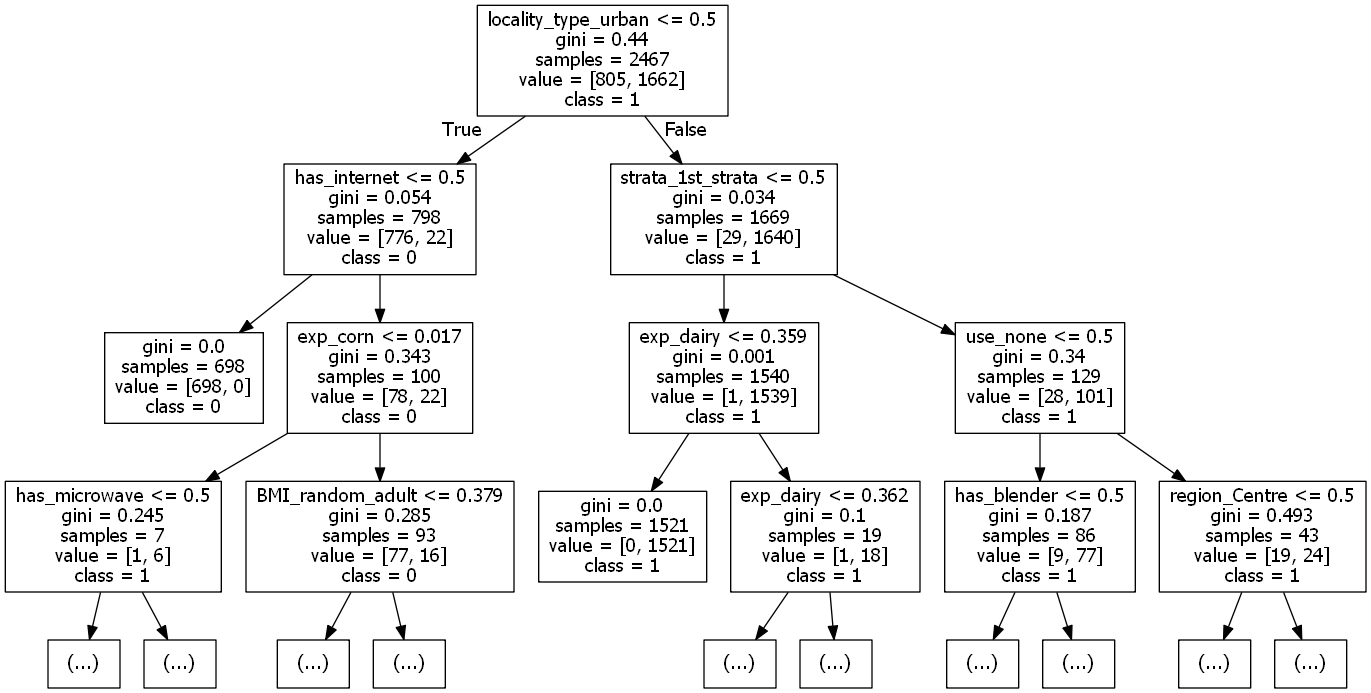 locality_type_urban <= 0.5
gini = 0.44
samples = 2467
value = [805, 1662]
class = 1
True
False
has_internet <= 0.5
gini = 0.054
samples = 798
value = [776, 22]
class = 0
strata_1st_strata <= 0.5
gini = 0.034
samples = 1669
value = [29, 1640]
class = 1
gini = 0.0
samples = 698
value = [698, 0]
class = 0
exp_corn <= 0.017
gini = 0.343
samples = 100
value = [78, 22]
class = 0
exp_dairy <= 0.359
gini = 0.001
samples = 1540
value = [1, 1539]
class = 1
use_none <= 0.5
gini = 0.34
samples = 129
value = [28, 101]
class = 1
has_microwave <= 0.5
gini = 0.245
samples = 7
value = [1, 6]
class = 1
BMI_random_adult <= 0.379
gini = 0.285
samples = 93
value = [77, 16]
class = 0
gini = 0.0
samples = 1521
value = [0, 1521]
class = 1
exp_dairy <= 0.362
gini = 0.1
samples = 19
value = [1, 18]
class = 1
has_blender <= 0.5
gini = 0.187
samples = 86
value = [9, 77]
class = 1
region_Centre <= 0.5
gini = 0.493
samples = 43
value = [19, 24]
class = 1
(...)
(...)
(...)
(...)
(...)
(...)
(...)
(...)
(...)
(...)